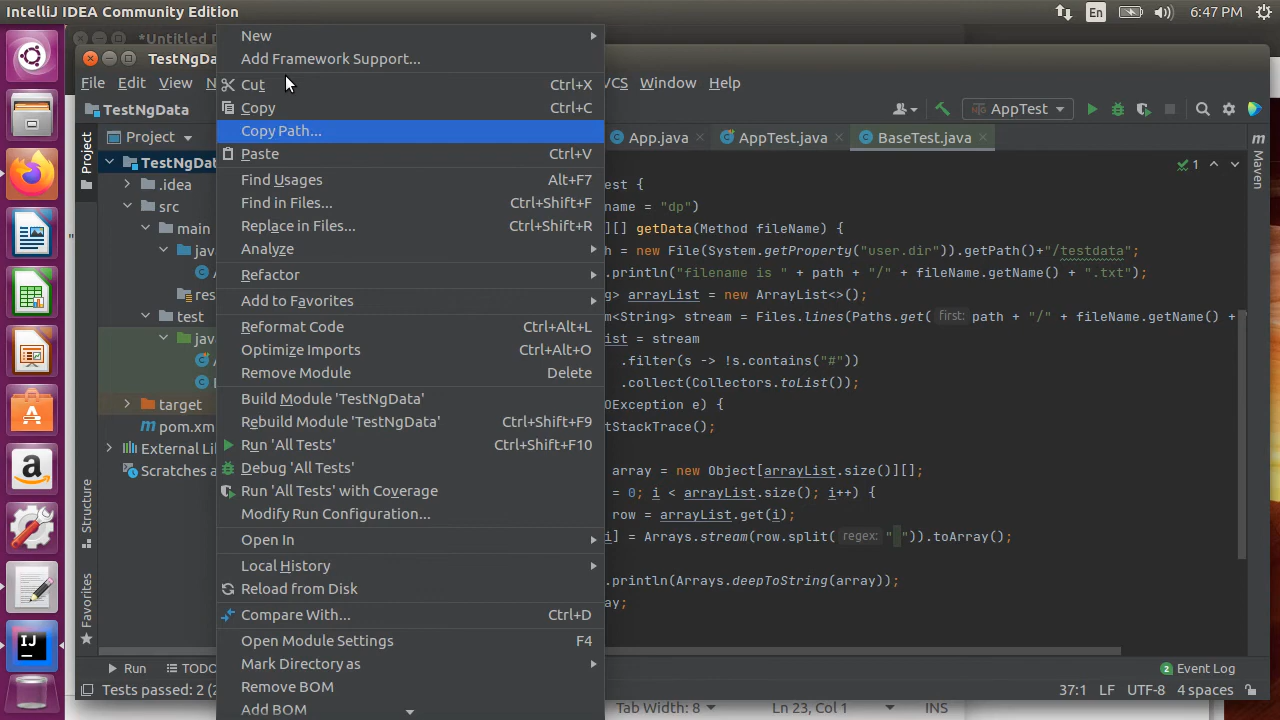 IntelliJ IDEA Community Edition
En
6:47 PM
*Untitled D
TestNgData
File Edit View N
VCS Window Help
TestNgData
AppTest
Project
Project
TestNgDat
.idea
src
main
jav
res
test
jav
target
pom.xm
External Li
Scratches a
Structure
Favorites
New
Add Framework Support...
Cut Ctrl+X
Copy Ctrl+C
Copy Path...
Paste Ctrl+V
Find Usages Alt+F7
Find in Files... Ctrl+Shift+F
Replace in Files... Ctrl+Shift+R
Analyze
Refactor
Add to Favorites
Reformat Code Ctrl+Alt+L
Optimize Imports Ctrl+Alt+O
Remove Module Delete
Build Module 'TestNgData'
Rebuild Module 'TestNgData' Ctrl+Shift+F9
Run 'All Tests' Ctrl+Shift+F10
Debug 'All Tests'
Run 'All Tests' with Coverage
Modify Run Configuration...
Open In
Local History
Reload from Disk
Compare With... Ctrl+D
Open Module Settings F4
Mark Directory as
Remove BOM
Add BOM
App.java AppTest.java BaseTest.java
Maven
1
est {
name = "dp")
][] getData(Method fileName) {
h = new File(System.getProperty("user.dir")).getPath()+"/testdata";
.println("filename is " + path + "/" + fileName.getName() + ".txt");
g> arrayList = new ArrayList<>();
m<String> stream = Files.lines(Paths.get( first: path + "/" + fileName.getName() +
ist = stream
.filter(s -> !s.contains("#"))
.collect(Collectors.toList());
OException e) {
tStackTrace();
array = new Object[arrayList.size()][];
= 0; i < arrayList.size(); i++) {
row = arrayList.get(i);
i] = Arrays.stream(row.split( regex: " ")).toArray();
.println(Arrays.deepToString(array));
ay;
Run TODO
2 Event Log
Tests passed: 2 (2
37:1 LF UTF-8 4 spaces
Tab Width: 8 Ln 23, Col 1 INS